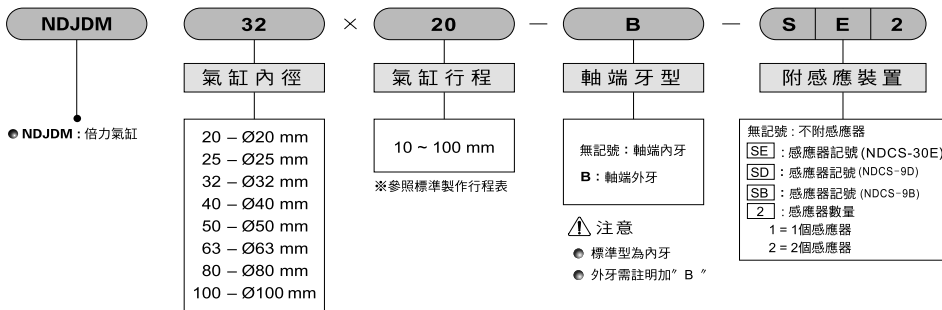 NDJDM 32 × 20 — B — S E 2
氣缸內徑 氣缸行程 軸端牙型 附感應裝置
NDJDM : 倍力氣缸
20 – Ø20 mm
25 – Ø25 mm
32 – Ø32 mm
40 – Ø40 mm
50 – Ø50 mm
63 – Ø63 mm
80 – Ø80 mm
100 – Ø100 mm
10 ~ 100 mm
※參照標準製作行程表
無記號：軸端內牙
B：軸端外牙
注意
標準型為內牙
外牙需註明加〞B〞
無記號 : 不附感應器
SE : 感應器記號 (NDCS-30E)
SD : 感應器記號 (NDCS-9D)
SB : 感應器記號 (NDCS-9B)
2 : 感應器數量
1 = 1個感應器
2 = 2個感應器